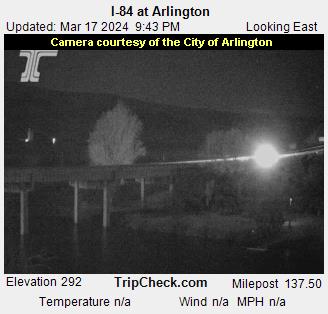 I-84 at Arlington
Updated: Mar 17 2024 9:43 PM Looking East
Camera courtesy of the City of Arlington
Elevation 292 TripCheck.com Milepost 137.50
Temperature n/a Wind n/a MPH n/a